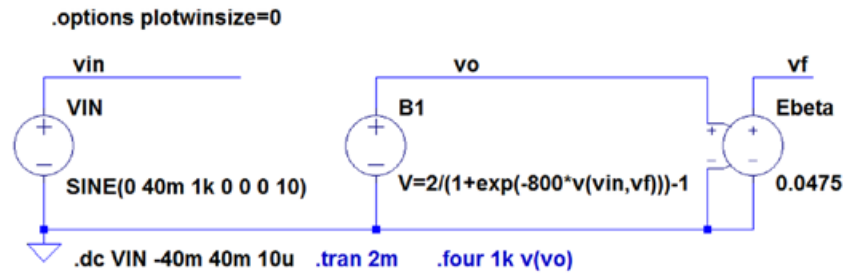 .options plotwinsize=0
vin
vo
vf
VIN
B1
Ebeta
SINE(0 40m 1k 0 0 0 10)
V=2/(1+exp(-800*v(vin,vf)))-1
0.0475
.dc VIN -40m 40m 10u
.tran 2m
.four 1k v(vo)